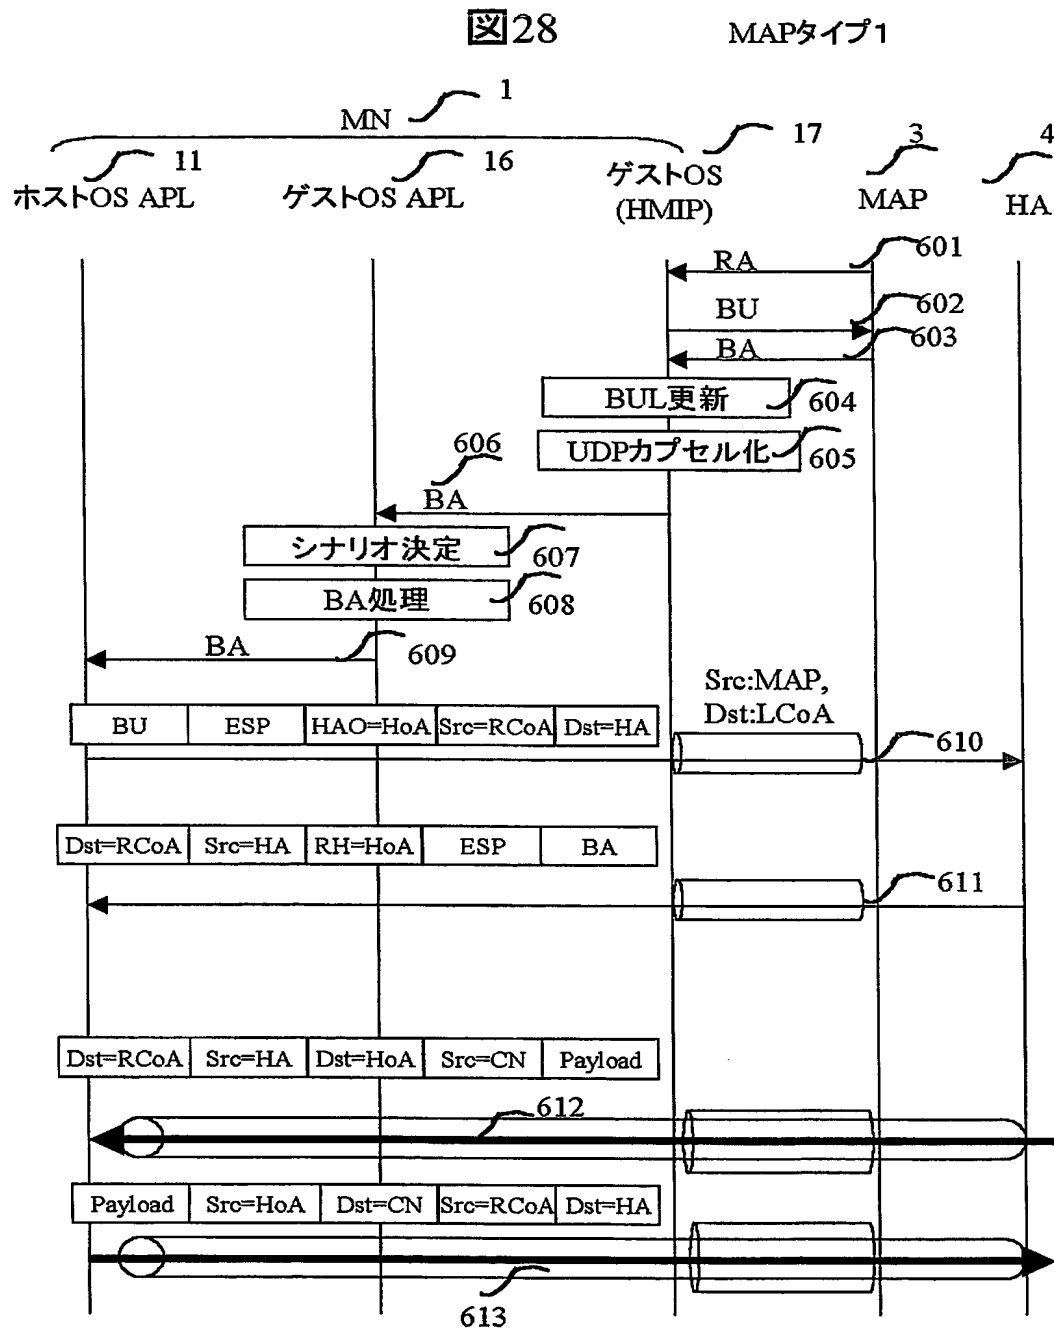 図28
MAPタイプ1
1
MN
11
16
17
3
4
ホストOS APL
ゲストOS APL
ゲストOS
(HMIP)
MAP
HA
601
RA
602
BU
603
BA
BUL更新
604
UDPカプセル化
605
606
BA
シナリオ決定
607
BA処理
608
BA
609
Src:MAP,
Dst:LCoA
BU ESP HAO=HoA Src=RCoA Dst=HA
610
Dst=RCoA Src=HA RH=HoA ESP BA
611
Dst=RCoA Src=HA Dst=HoA Src=CN Payload
612
Payload Src=HoA Dst=CN Src=RCoA Dst=HA
613